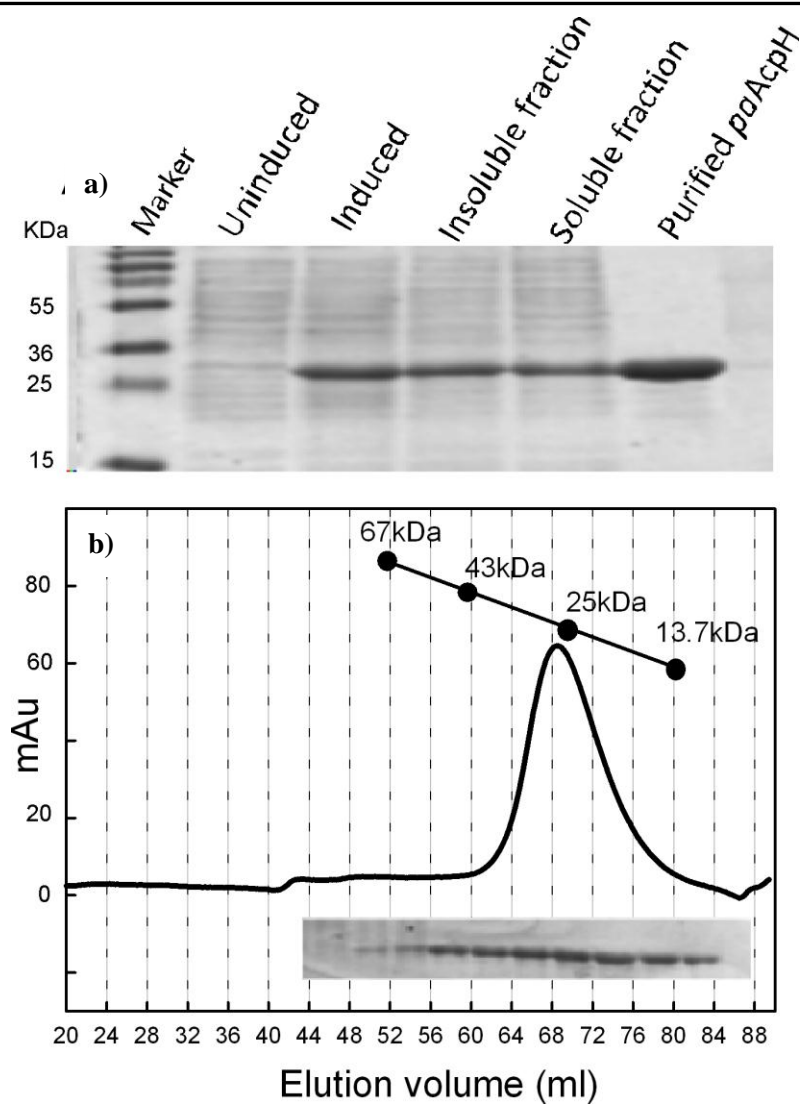 a)
Marker
Uninduced
Induced
Insoluble fraction
Soluble fraction
Purified paAcpH
KDa
55
36
25
15
b)
67kDa
43kDa
25kDa
13.7kDa
80
60
20
0
mAu
20 24 28 32 36 40 44 48 52 56 60 64 68 72 76 80 84 88
Elution volume (ml)